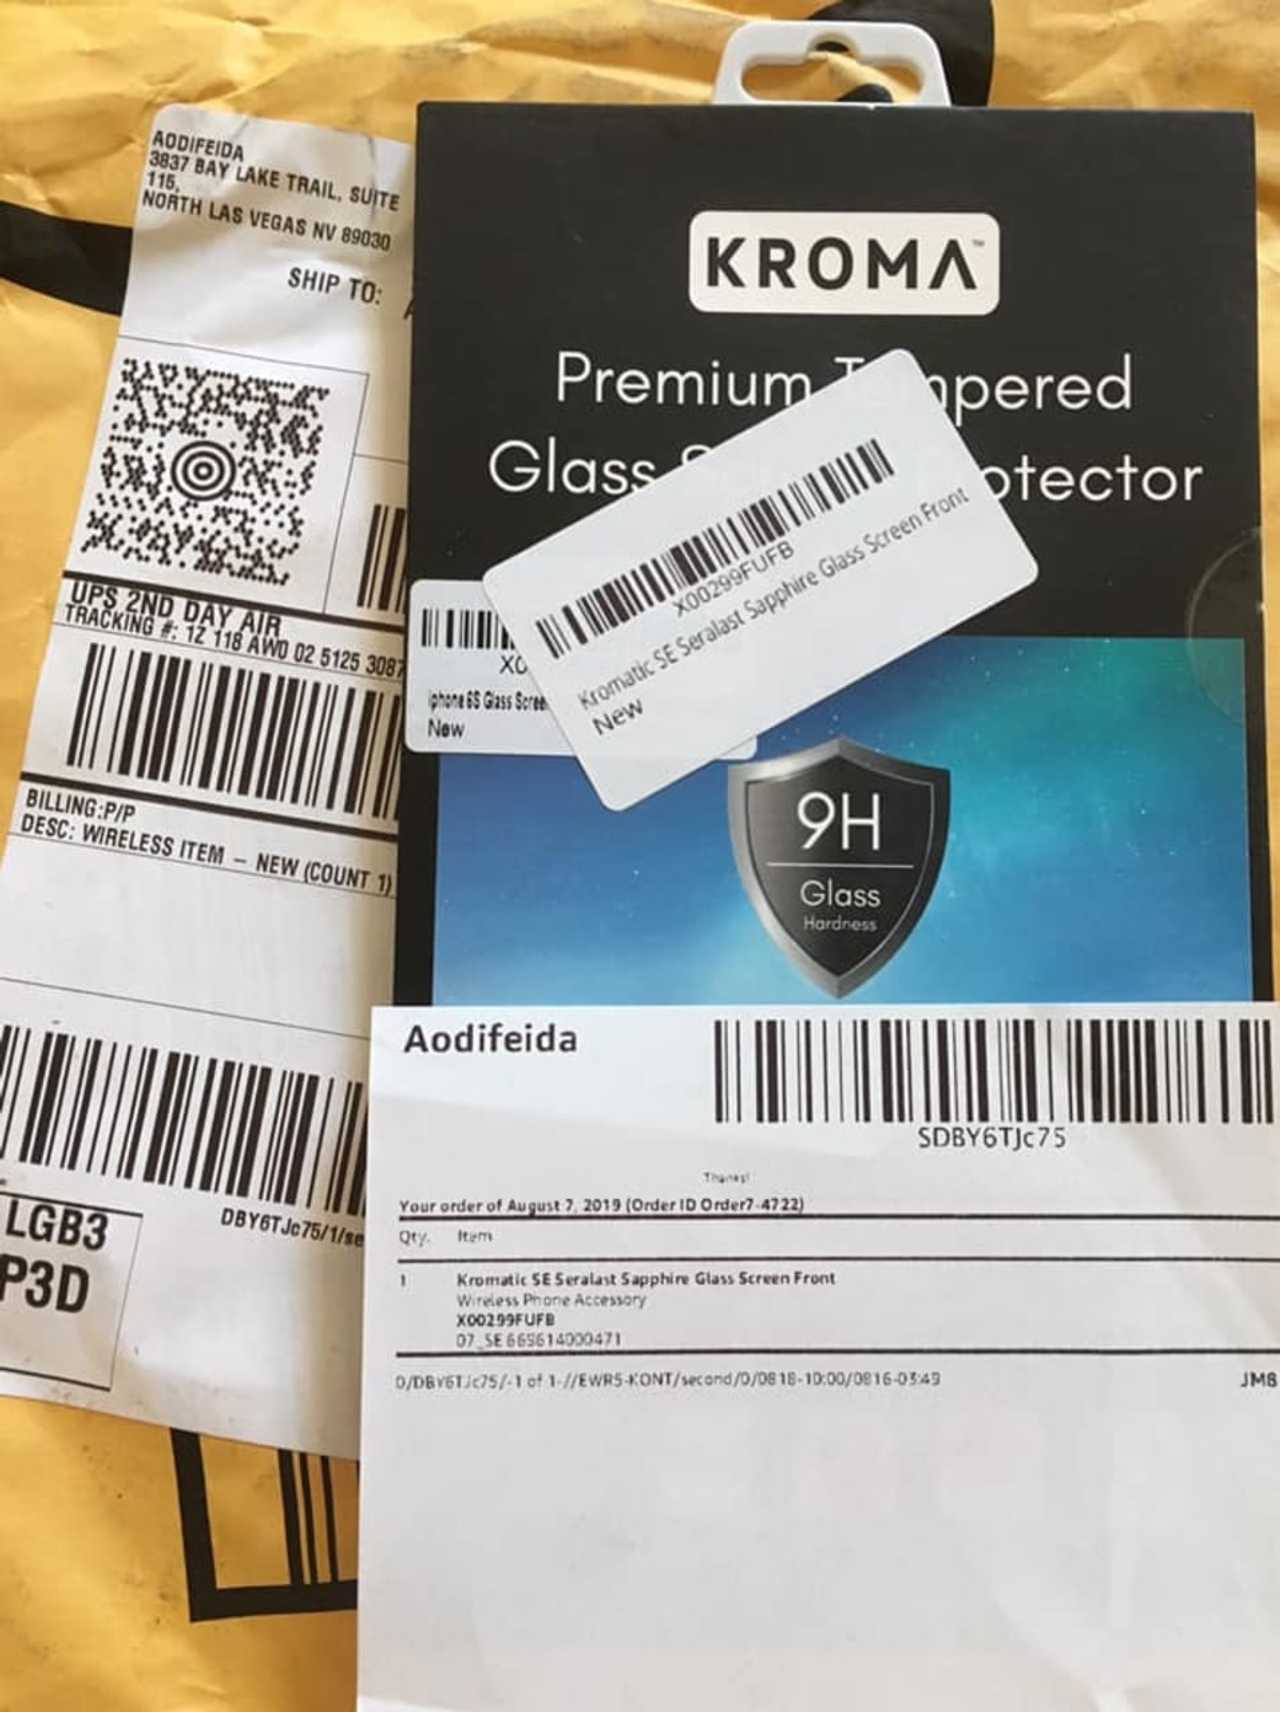 AODIFEIDA
3837 BAY LAKE TRAIL, SUITE
115,
NORTH LAS VEGAS NV 89030
SHIP TO:
UPS 2ND DAY AIR
TRACKING #: 1Z 118 AW0 02 5125 3087
BILLING:P/P
DESC: WIRELESS ITEM – NEW (COUNT 1)
DBY6TJc75/1/se
LGB3
P3D
KROMA™
Premium Tempered
Glass Protector
X00299FUFB
Kromatic SE Seralast Sapphire Glass Screen Front
New
X0
iphone 6S Glass Scree
New
9H
Glass
Hardness
Aodifeida
SDBY6TJc75
Thanks!
Your order of August 7, 2019 (Order ID Order7-4722)
Qty. Item
1 Kromatic SE Seralast Sapphire Glass Screen Front
Wireless Phone Accessory
X00299FUFB
07_SE 665614000471
0/DBY6TJc75/-1 of 1-//EWR5-KONT/second/0/0818-10:00/0816-03:49
JM8